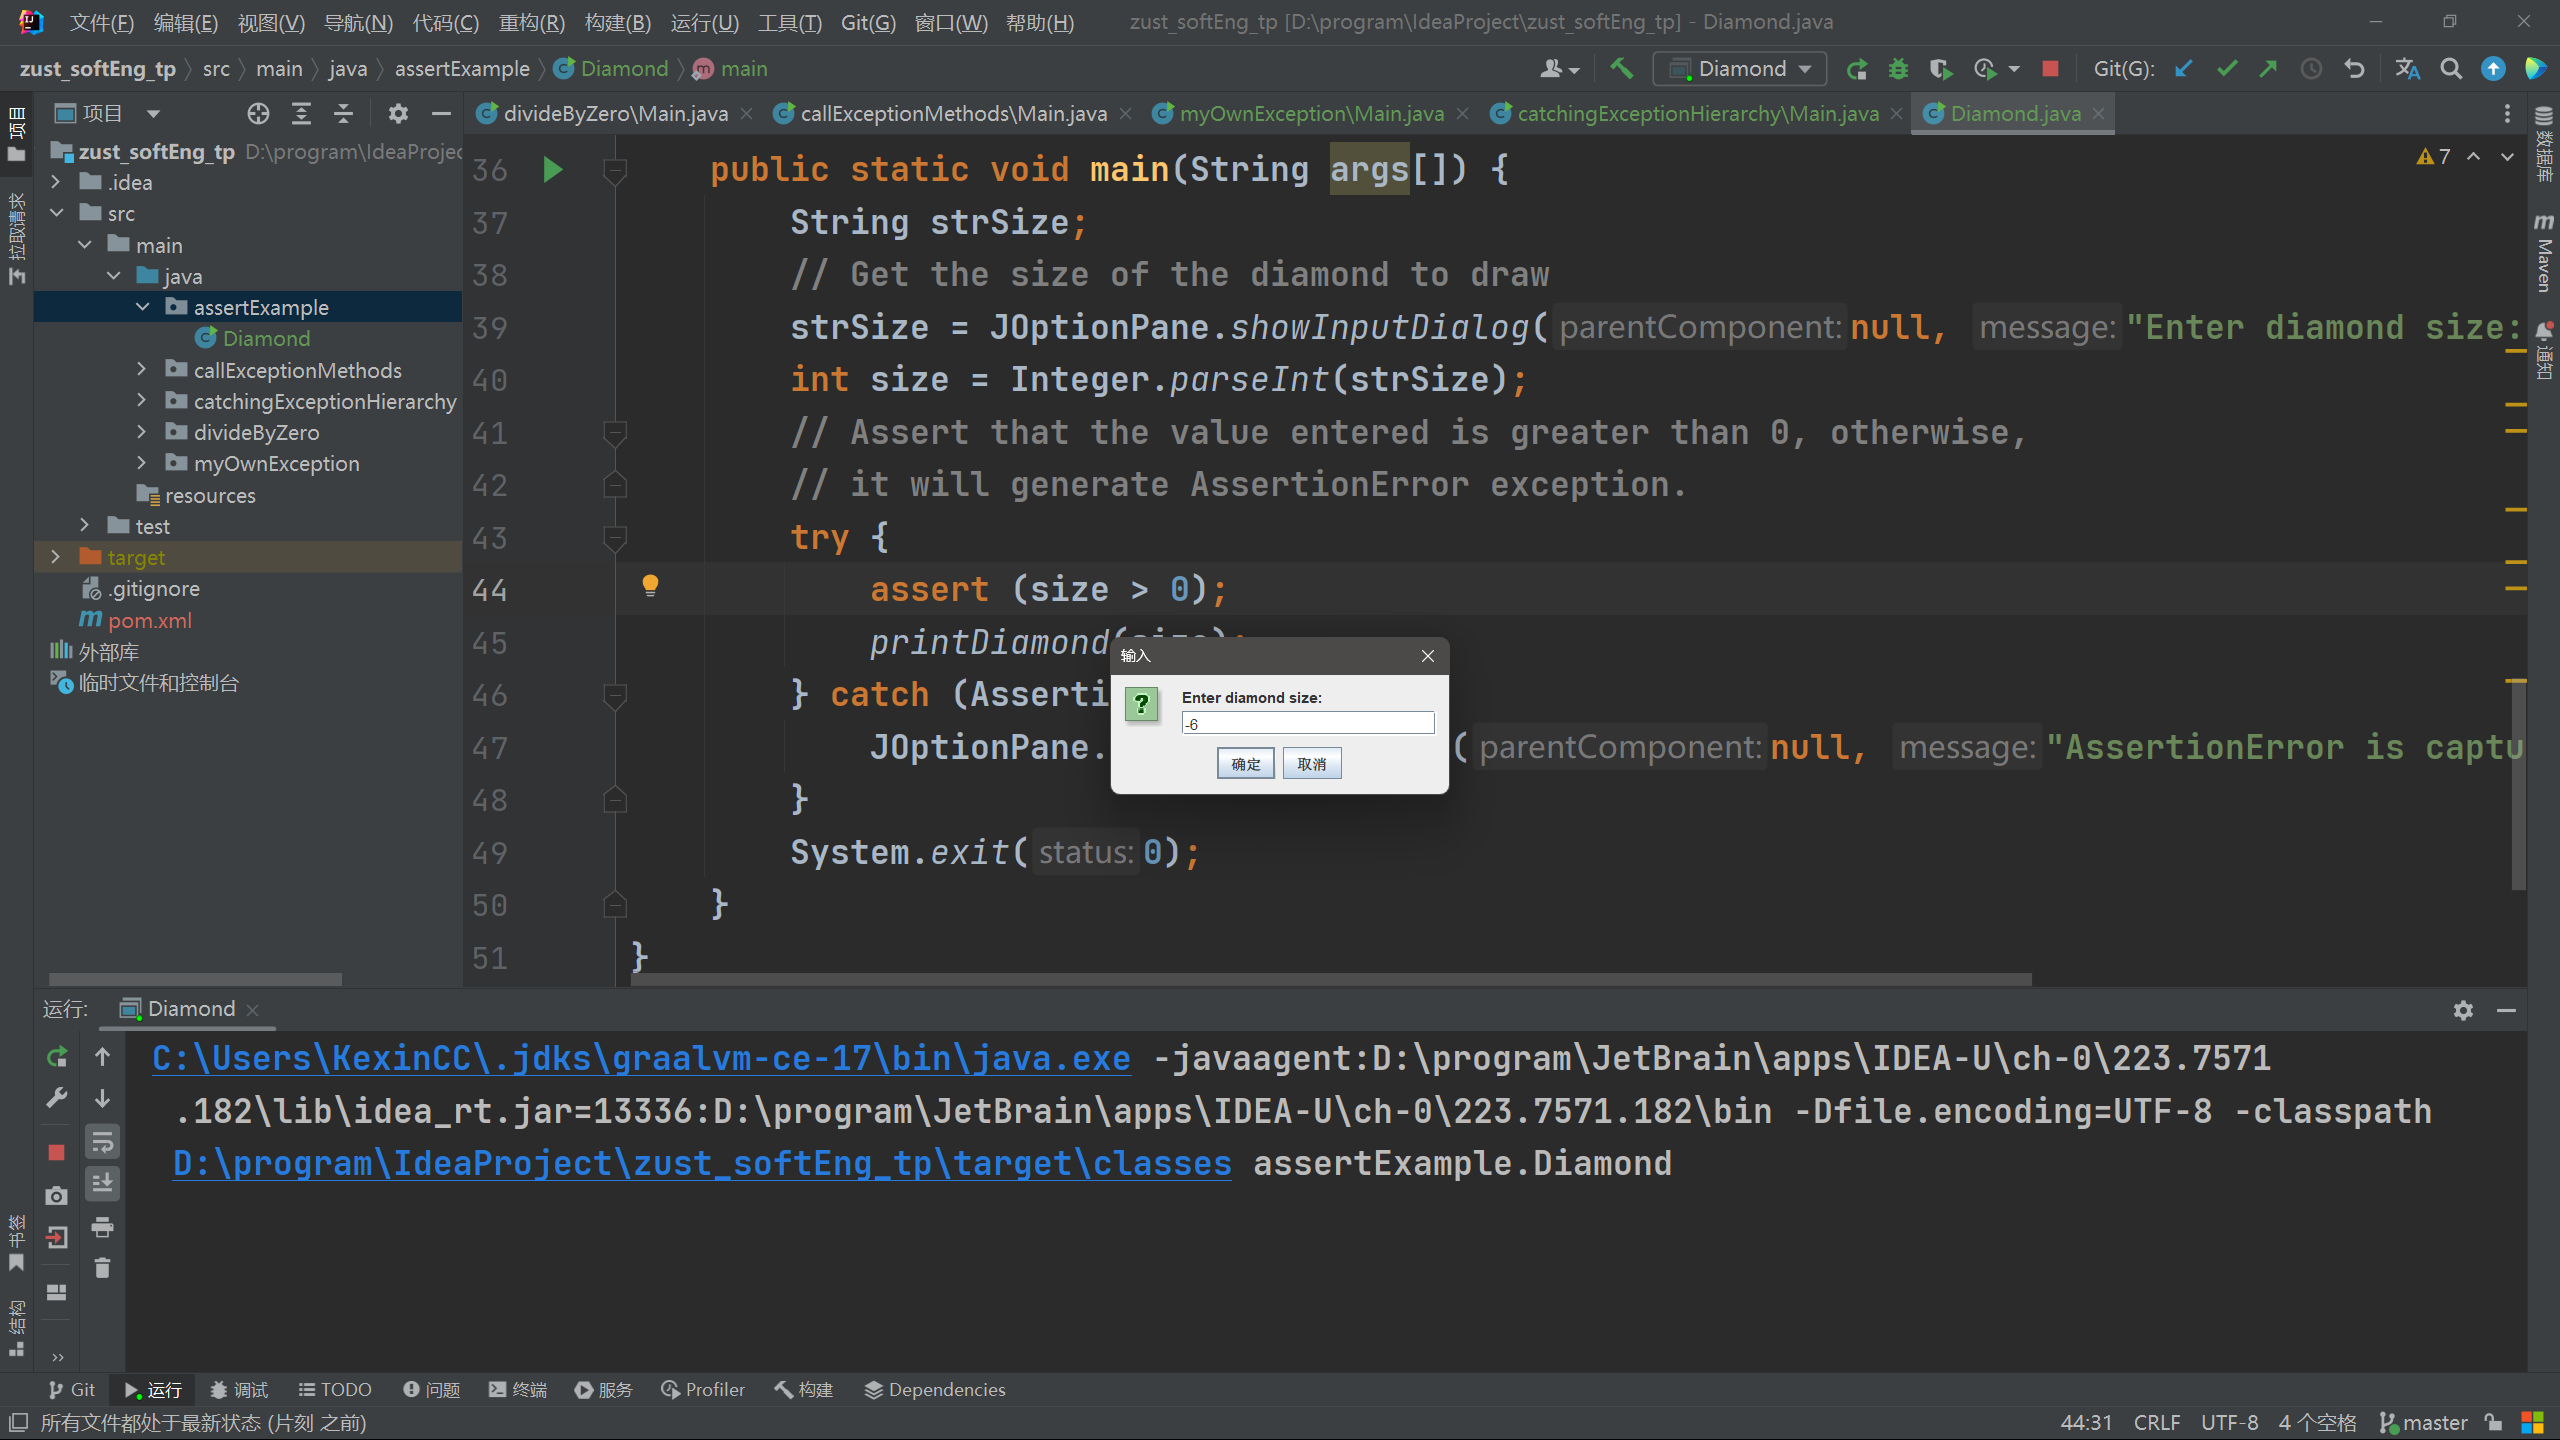 文件(F) 编辑(E) 视图(V) 导航(N) 代码(C) 重构(R) 构建(B) 运行(U) 工具(T) Git(G) 窗口(W) 帮助(H) zust_softEng_tp [D:\program\IdeaProject\zust_softEng_tp] - Diamond.java
zust_softEng_tp src main java assertExample Diamond main Diamond Git(G):
项目 divideByZero\Main.java callExceptionMethods\Main.java myOwnException\Main.java catchingExceptionHierarchy\Main.java Diamond.java
项目
拉取请求
书签
结构
zust_softEng_tp D:\program\IdeaProjec
.idea
src
main
java
assertExample
Diamond
callExceptionMethods
catchingExceptionHierarchy
divideByZero
myOwnException
resources
test
target
.gitignore
pom.xml
外部库
临时文件和控制台
7
36 public static void main(String args[]) {
37 String strSize;
38 // Get the size of the diamond to draw
39 strSize = JOptionPane.showInputDialog( parentComponent: null, message: "Enter diamond size:
40 int size = Integer.parseInt(strSize);
41 // Assert that the value entered is greater than 0, otherwise,
42 // it will generate AssertionError exception.
43 try {
44 assert (size > 0);
45 printDiamond(size);
46 } catch (Asserti
47 JOptionPane. ( parentComponent: null, message: "AssertionError is captu
48 }
49 System.exit( status: 0);
50 }
51 }
输入
Enter diamond size:
-6
确定 取消
数据库
Maven
通知
运行: Diamond
C:\Users\KexinCC\.jdks\graalvm-ce-17\bin\java.exe -javaagent:D:\program\JetBrain\apps\IDEA-U\ch-0\223.7571
.182\lib\idea_rt.jar=13336:D:\program\JetBrain\apps\IDEA-U\ch-0\223.7571.182\bin -Dfile.encoding=UTF-8 -classpath
D:\program\IdeaProject\zust_softEng_tp\target\classes assertExample.Diamond
Git 运行 调试 TODO 问题 终端 服务 Profiler 构建 Dependencies
所有文件都处于最新状态 (片刻 之前) 44:31 CRLF UTF-8 4 个空格 master